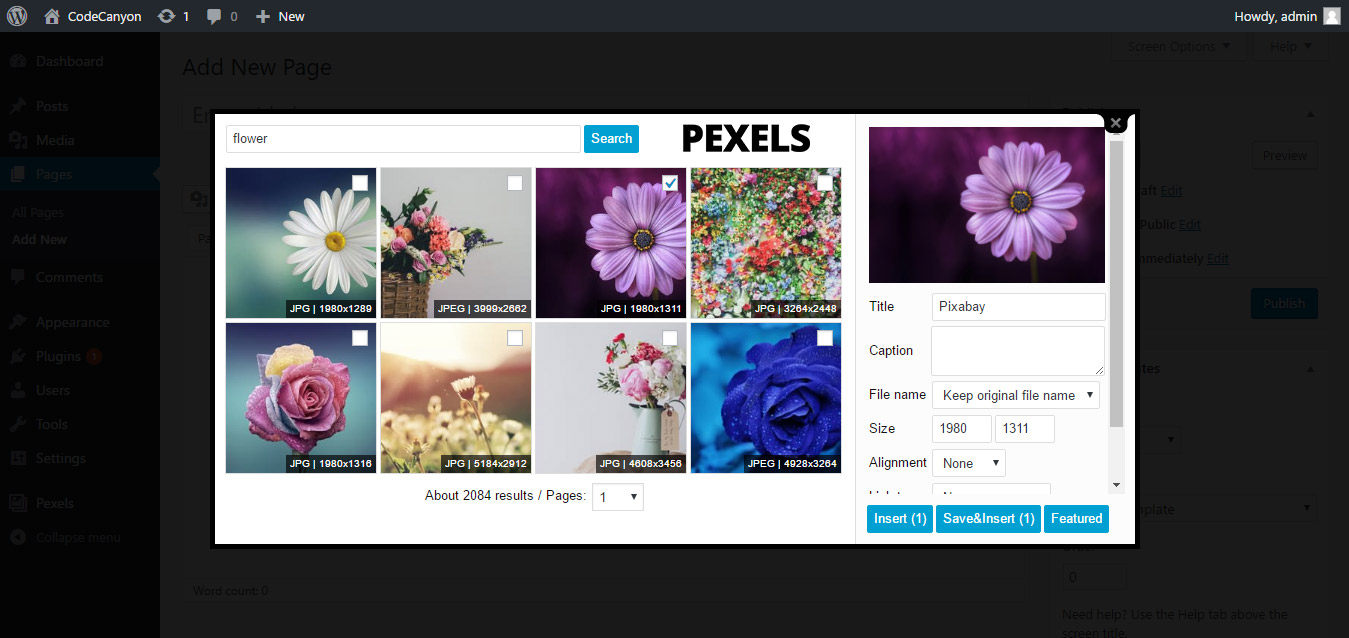 CodeCanyon 1 0 New Howdy, admin
Dashboard
Posts
Media
Pages
All Pages
Add New
Comments
Appearance
Plugins 1
Users
Tools
Settings
Pexels
Collapse menu
Screen Options Help
Add New Page
flower Search PEXELS
JPG | 1980x1289 JPEG | 3999x2662 JPG | 1980x1311 JPG | 3264x2448
JPG | 1980x1316 JPG | 5184x2912 JPG | 4608x3456 JPEG | 4928x3264
About 2084 results / Pages: 1
Title Pixabay
Caption
File name Keep original file name
Size 1980 1311
Alignment None
Insert (1) Save&Insert (1) Featured
Preview
Edit
Public Edit
Edit
Publish
0
Word count: 0
Need help? Use the Help tab above the
screen title.